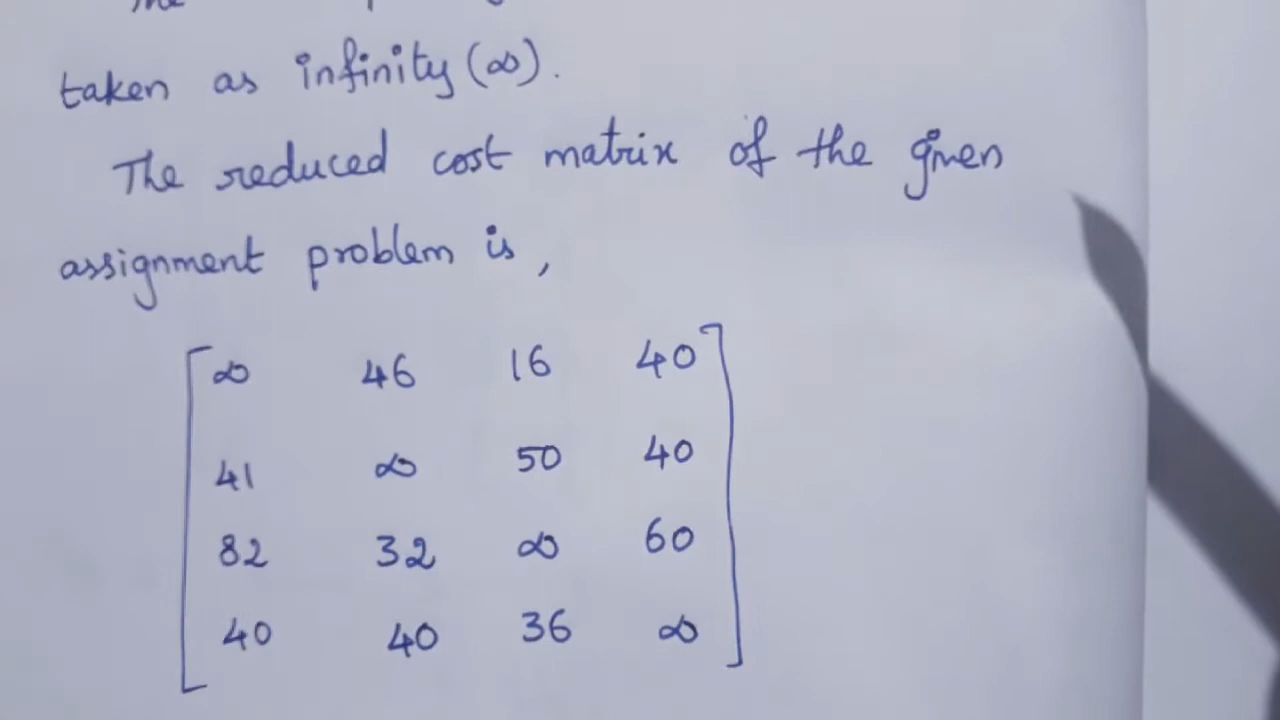 taken as infinity (∞).
The reduced cost matrix of the given
assignment problem is,
∞ 46 16 40
41 ∞ 50 40
82 32 ∞ 60
40 40 36 ∞